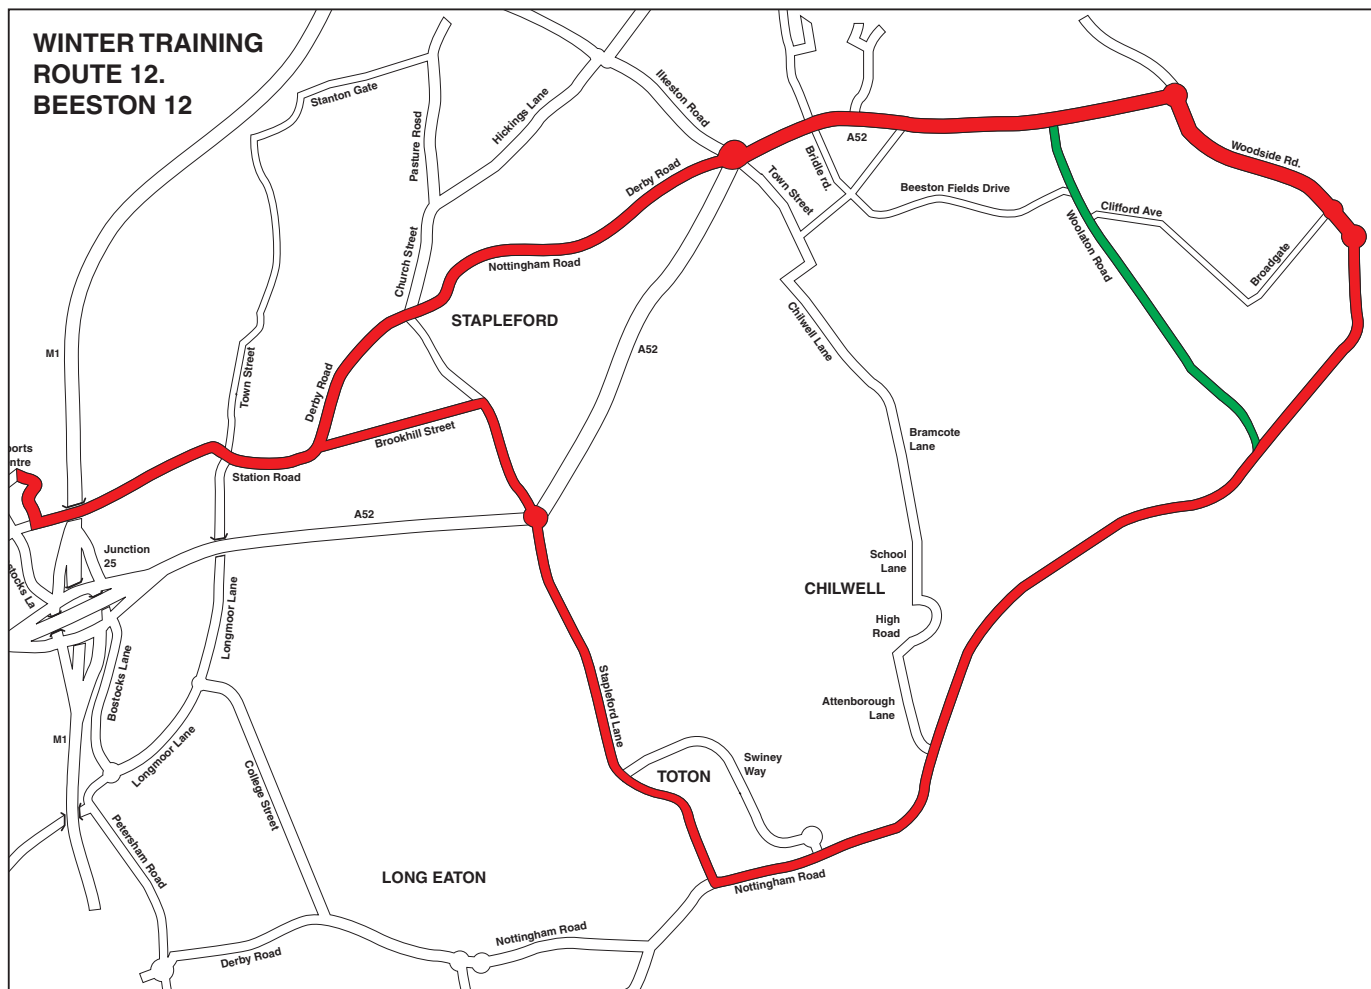 WINTER TRAINING
ROUTE 12.
BEESTON 12
Stanton Gate
Pasture Rosd
Hickings Lane
Ilkeston Road
Derby Road
Town Street
Bridle rd.
A52
Beeston Fields Drive
Woolaton Road
Clifford Ave
Broadgate
Woodside Rd.
Church Street
Nottingham Road
STAPLEFORD
Chilwell Lane
M1
Town Street
Derby Road
A52
Brookhill Street
Bramcote
Lane
ports
ntre
Station Road
A52
Junction
25
stocks La
Longmoor Lane
School
Lane
CHILWELL
High
Road
Bostocks Lane
Stapleford Lane
Attenborough
Lane
M1
Longmoor Lane
College Street
TOTON
Swiney
Way
Petersham Road
LONG EATON
Nottingham Road
Nottingham Road
Derby Road